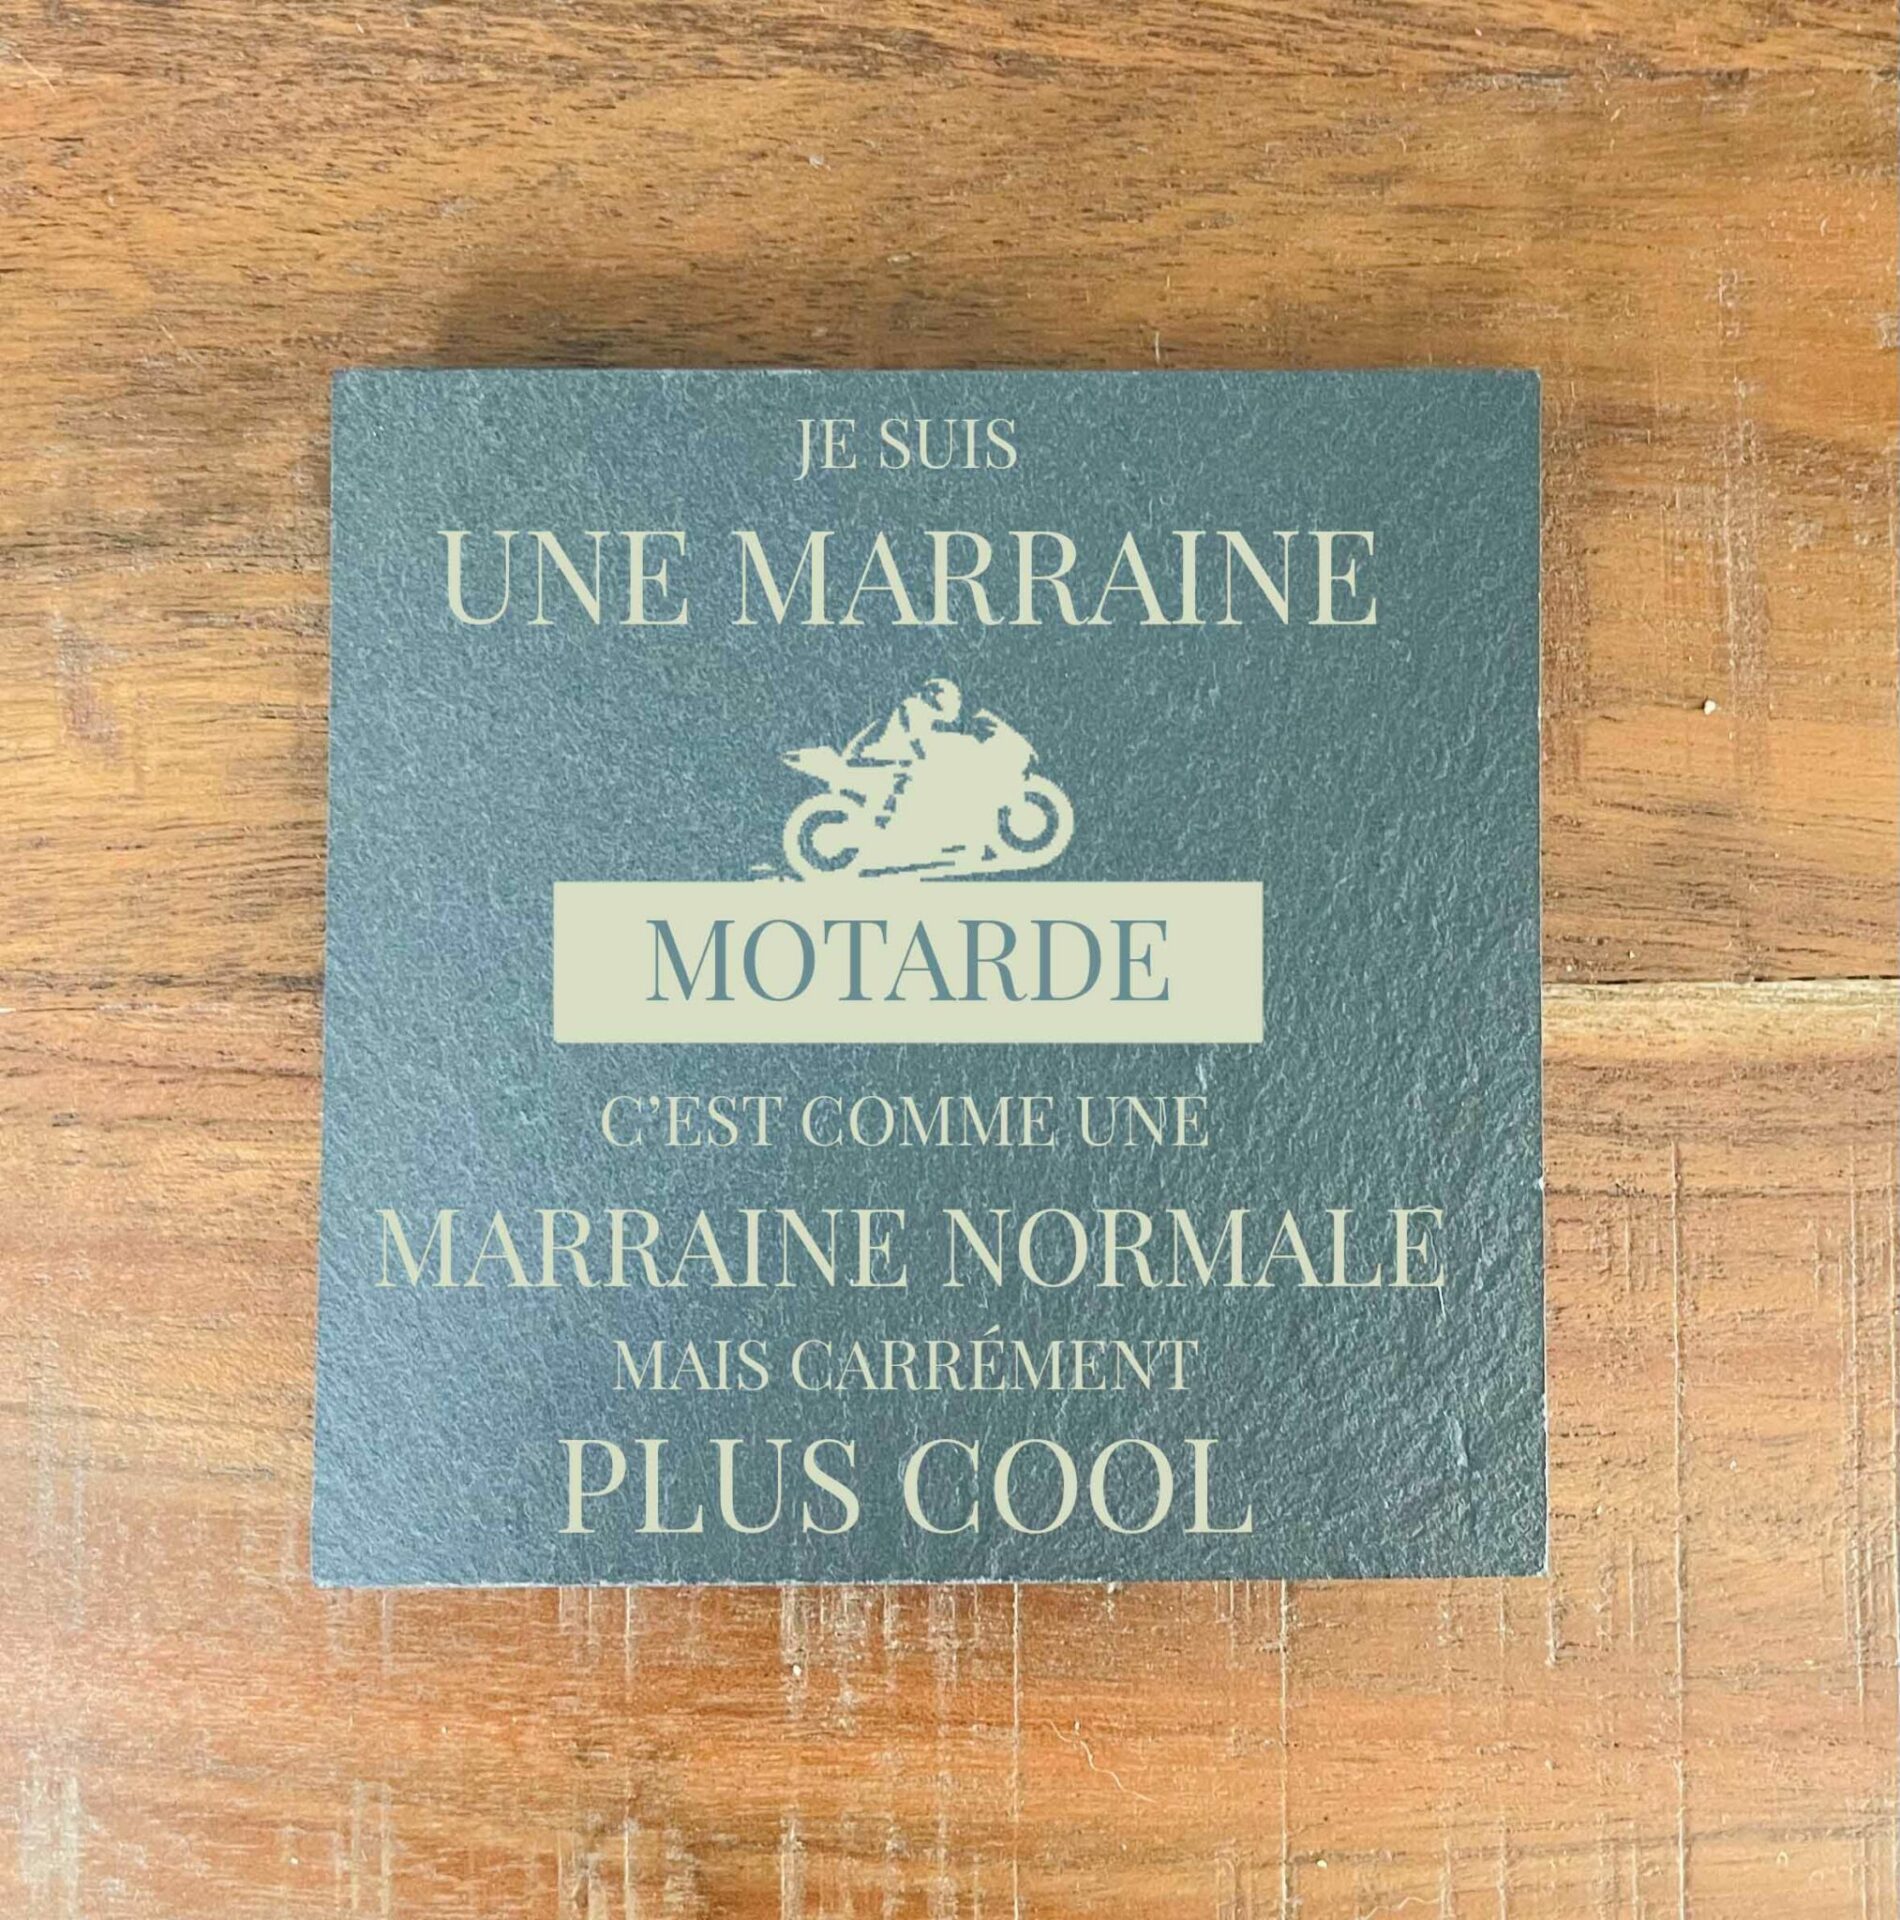 JE SUIS
UNE MARRAINE
MOTARDE
C’EST COMME UNE
MARRAINE NORMALE
MAIS CARRÉMENT
PLUS COOL